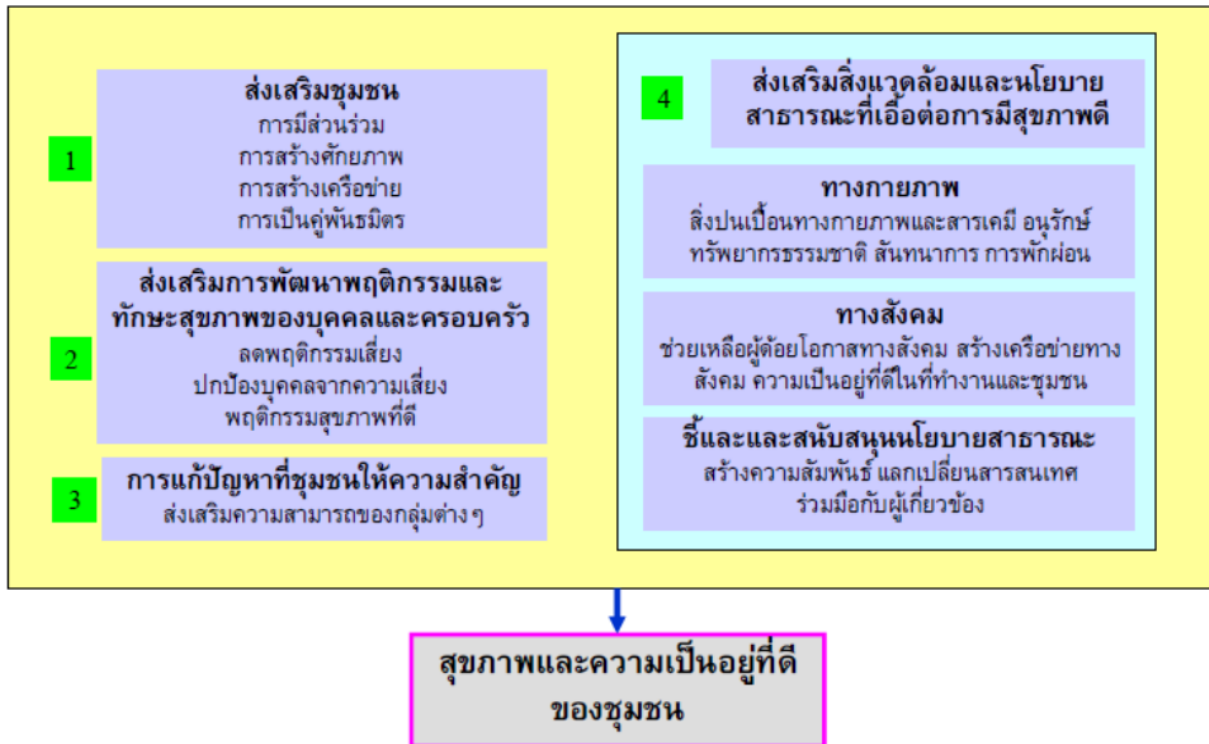 1
ส่งเสริมชุมชน
การมีส่วนร่วม
การสร้างศักยภาพ
การสร้างเครือข่าย
การเป็นคู่พันธมิตร
2
ส่งเสริมการพัฒนาพฤติกรรมและ
ทักษะสุขภาพของบุคคลและครอบครัว
ลดพฤติกรรมเสี่ยง
ปกป้องบุคคลจากความเสี่ยง
พฤติกรรมสุขภาพที่ดี
3
การแก้ปัญหาที่ชุมชนให้ความสำคัญ
ส่งเสริมความสามารถของกลุ่มต่างๆ
4
ส่งเสริมสิ่งแวดล้อมและนโยบาย
สาธารณะที่เอื้อต่อการมีสุขภาพดี
ทางกายภาพ
สิ่งปนเปื้อนทางกายภาพและสารเคมี อนุรักษ์
ทรัพยากรธรรมชาติ สันทนาการ การพักผ่อน
ทางสังคม
ช่วยเหลือผู้ด้อยโอกาสทางสังคม สร้างเครือข่ายทาง
สังคม ความเป็นอยู่ที่ดีในที่ทำงานและชุมชน
ชี้และและสนับสนุนนโยบายสาธารณะ
สร้างความสัมพันธ์ แลกเปลี่ยนสารสนเทศ
ร่วมมือกับผู้เกี่ยวข้อง
สุขภาพและความเป็นอยู่ที่ดี
ของชุมชน